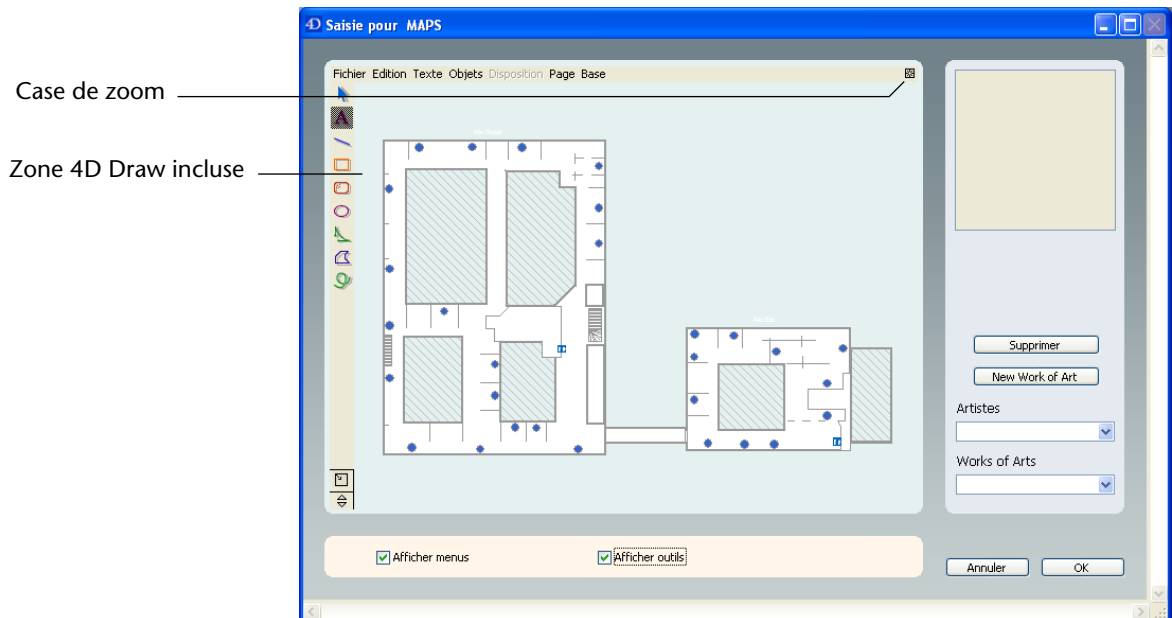 4D Saisie pour MAPS
Case de zoom
Fichier Edition Texte Objets Disposition Page Base
A
Zone 4D Draw incluse
Supprimer
New Work of Art
Artistes
Works of Arts
Afficher menus
Afficher outils
Annuler
OK